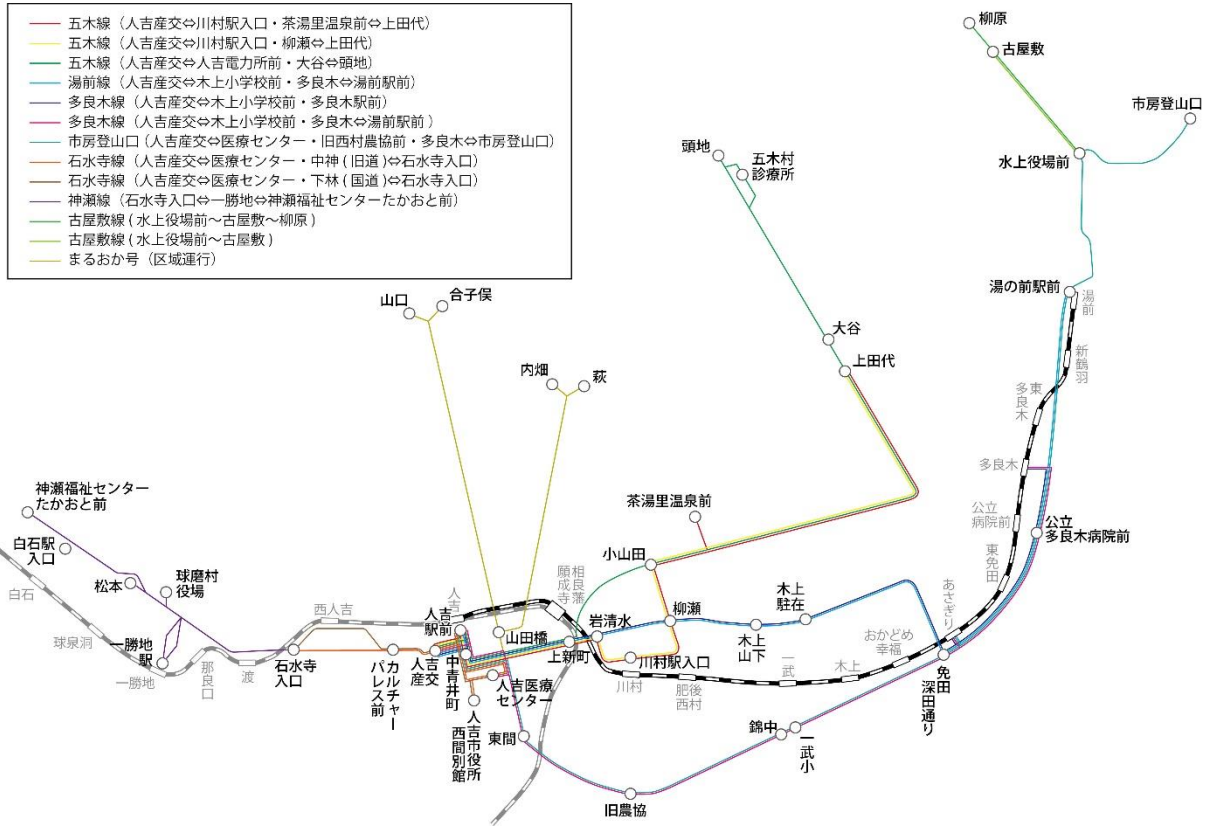 五木線（人吉産交⇔川村駅入口・茶湯里温泉前⇔上田代）
五木線（人吉産交⇔川村駅入口・柳瀬⇔上田代）
五木線（人吉産交⇔人吉電力所前・大谷⇔頭地）
湯前線（人吉産交⇔木上小学校前・多良木⇔湯前駅前）
多良木線（人吉産交⇔木上小学校前・多良木駅前）
多良木線（人吉産交⇔木上小学校前・多良木⇔湯前駅前）
市房登山口（人吉産交⇔医療センター・旧西村農協前・多良木⇔市房登山口）
石水寺線（人吉産交⇔医療センター・中神(旧道)⇔石水寺入口）
石水寺線（人吉産交⇔医療センター・下林(国道)⇔石水寺入口）
神瀬線（石水寺入口⇔一勝地⇔神瀬福祉センターたかおと前）
古屋敷線(水上役場前～古屋敷～柳原)
古屋敷線(水上役場前～古屋敷)
まるおか号（区域運行）
柳原
古屋敷
市房登山口
水上役場前
頭地
五木村
診療所
湯の前駅前
湯前
山口
合子俣
大谷
新鶴羽
上田代
内畑
萩
東
多良木
多良木
神瀬福祉センター
たかおと前
茶湯里温泉前
公立
病院前
公立
多良木病院前
白石駅
入口
小山田
東免田
白石
松本
球磨村
役場
西人吉
人吉
人吉
駅前
相良藩
願成寺
岩清水
柳瀬
木上
駐在
あさぎり
球泉洞
一勝地
駅
山田橋
木上
山下
おかどめ
幸福
一勝地
那良口
渡
石水寺
入口
カルチャー
パレス前
人吉
産交
中青井町
上新町
川村駅入口
川村
肥後
西村
一武
木上
免田
深田通り
人吉医療
センター
人吉市役所
西間別館
東間
錦中
一武小
旧農協